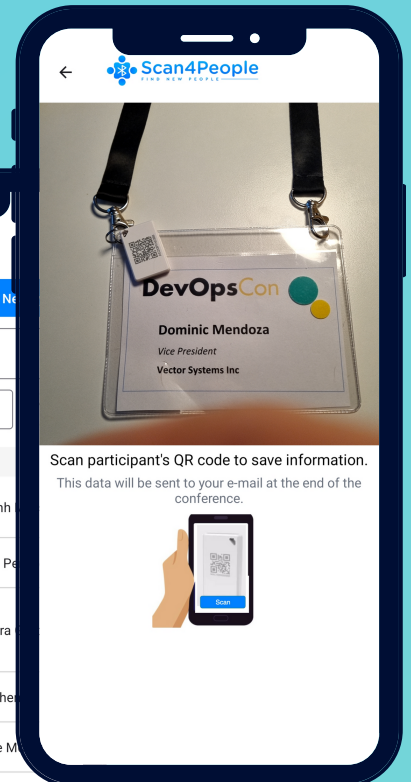 Scan4People
FIND NEW PEOPLE
DevOpsCon
Dominic Mendoza
Vice President
Vector Systems Inc
Scan participant's QR code to save information.
This data will be sent to your e-mail at the end of the
conference.
Scan